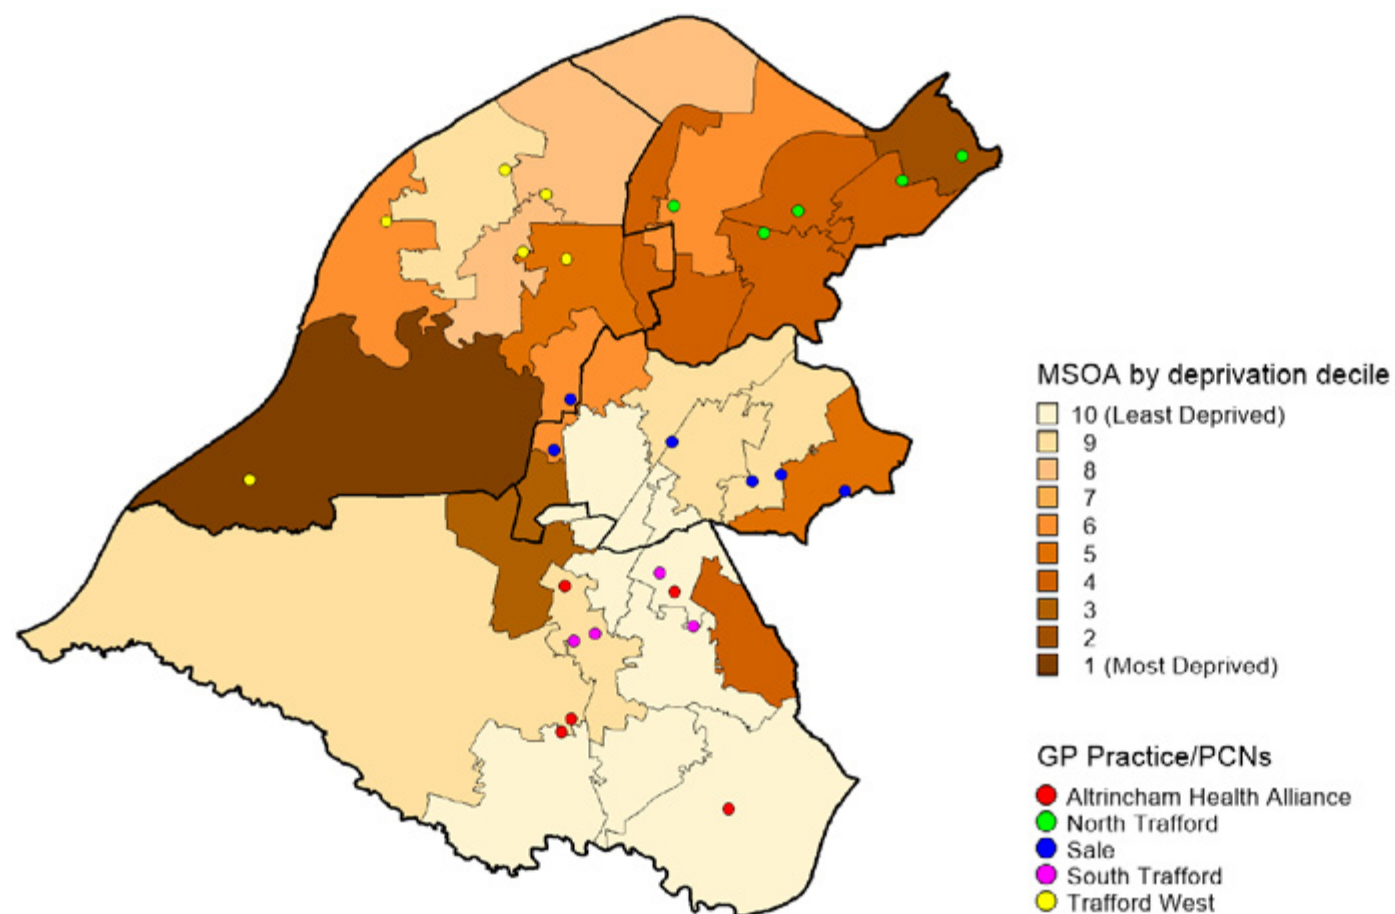 MSOA by deprivation decile
10 (Least Deprived)
9
8
7
6
5
4
3
2
1 (Most Deprived)
GP Practice/PCNs
Altrincham Health Alliance
North Trafford
Sale
South Trafford
Trafford West